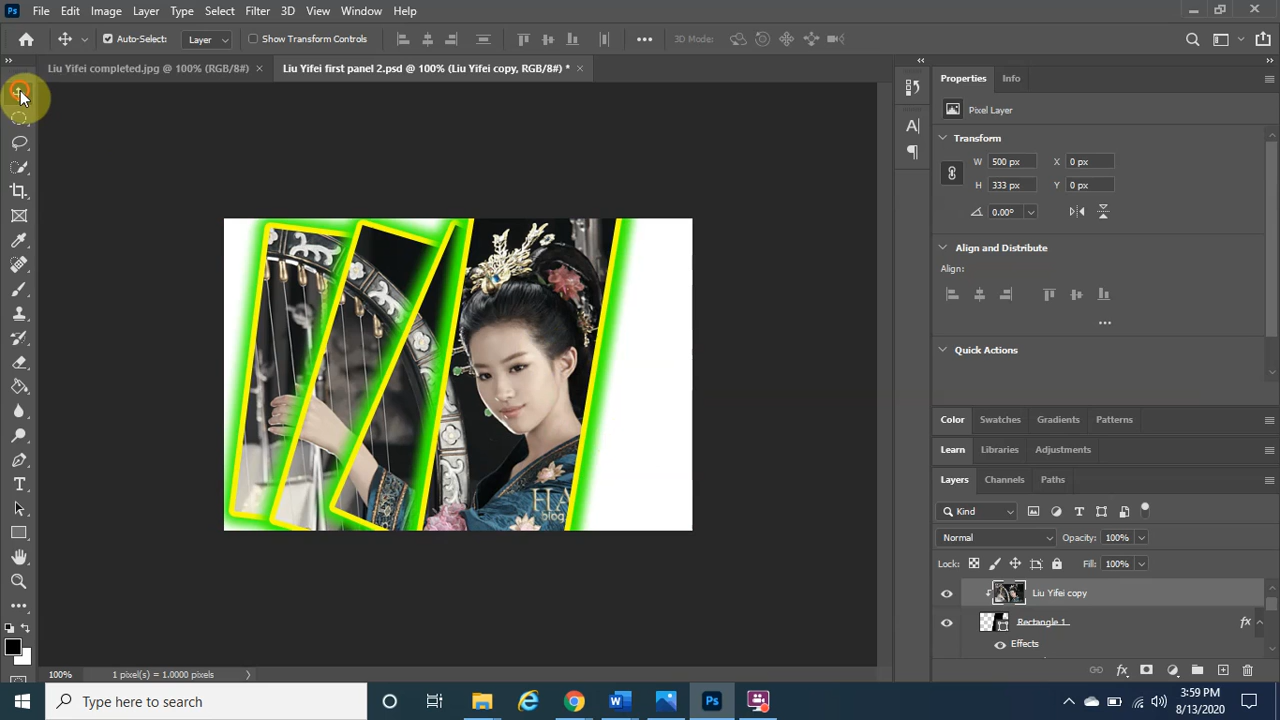 Ps File Edit Image Layer Type Select Filter 3D View Window Help
Auto-Select: Layer Show Transform Controls 3D Mode:
Liu Yifei completed.jpg @ 100% (RGB/8#) × Liu Yifei first panel 2.psd @ 100% (Liu Yifei copy, RGB/8#) * ×
Properties Info
Pixel Layer
Transform
W 500 px X 0 px
H 333 px Y 0 px
0.00°
Align and Distribute
Align:
Quick Actions
HA
blog.
Color Swatches Gradients Patterns
Learn Libraries Adjustments
Layers Channels Paths
Kind
Normal Opacity: 100%
Lock: Fill: 100%
Liu Yifei copy
Rectangle 1
fx
Effects
100% 1 pixel(s) = 1.0000 pixels
Type here to search
3:59 PM
8/13/2020